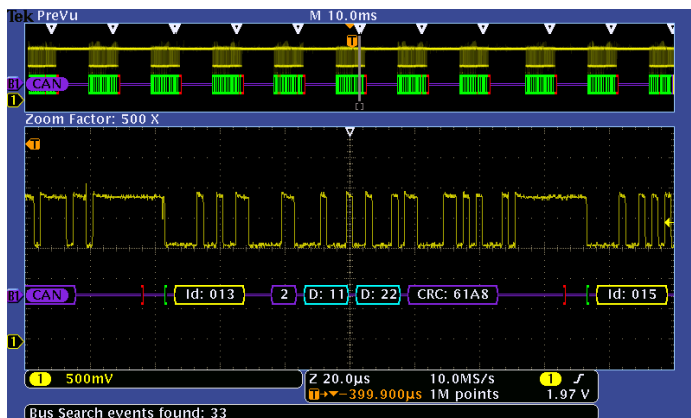 Tek PreVu M 10.0ms
T
B1 CAN
1
Zoom Factor: 500 X
T
B1 CAN Id: 013 2 D: 11 D: 22 CRC: 61A8 Id: 015
1
1 500mV Z 20.0µs 10.0MS/s 1
T→▼−399.900µs 1M points 1.97 V
Bus Search events found: 33